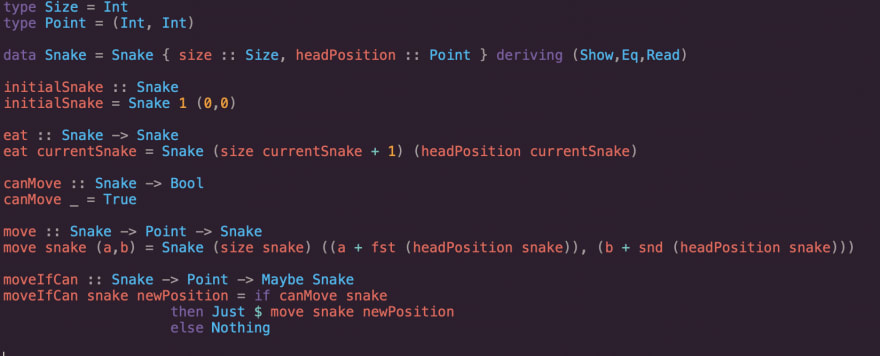 type Size = Int
type Point = (Int, Int)
data Snake = Snake { size :: Size, headPosition :: Point } deriving (Show,Eq,Read)
initialSnake :: Snake
initialSnake = Snake 1 (0,0)
eat :: Snake -> Snake
eat currentSnake = Snake (size currentSnake + 1) (headPosition currentSnake)
canMove :: Snake -> Bool
canMove _ = True
move :: Snake -> Point -> Snake
move snake (a,b) = Snake (size snake) ((a + fst (headPosition snake)), (b + snd (headPosition snake)))
moveIfCan :: Snake -> Point -> Maybe Snake
moveIfCan snake newPosition = if canMove snake
then Just $ move snake newPosition
else Nothing